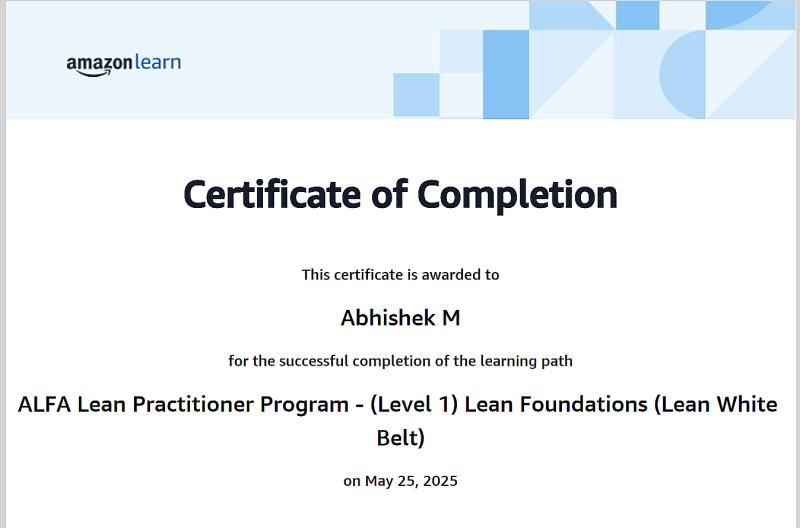 amazon learn
Certificate of Completion
This certificate is awarded to
Abhishek M
for the successful completion of the learning path
ALFA Lean Practitioner Program - (Level 1) Lean Foundations (Lean White
Belt)
on May 25, 2025